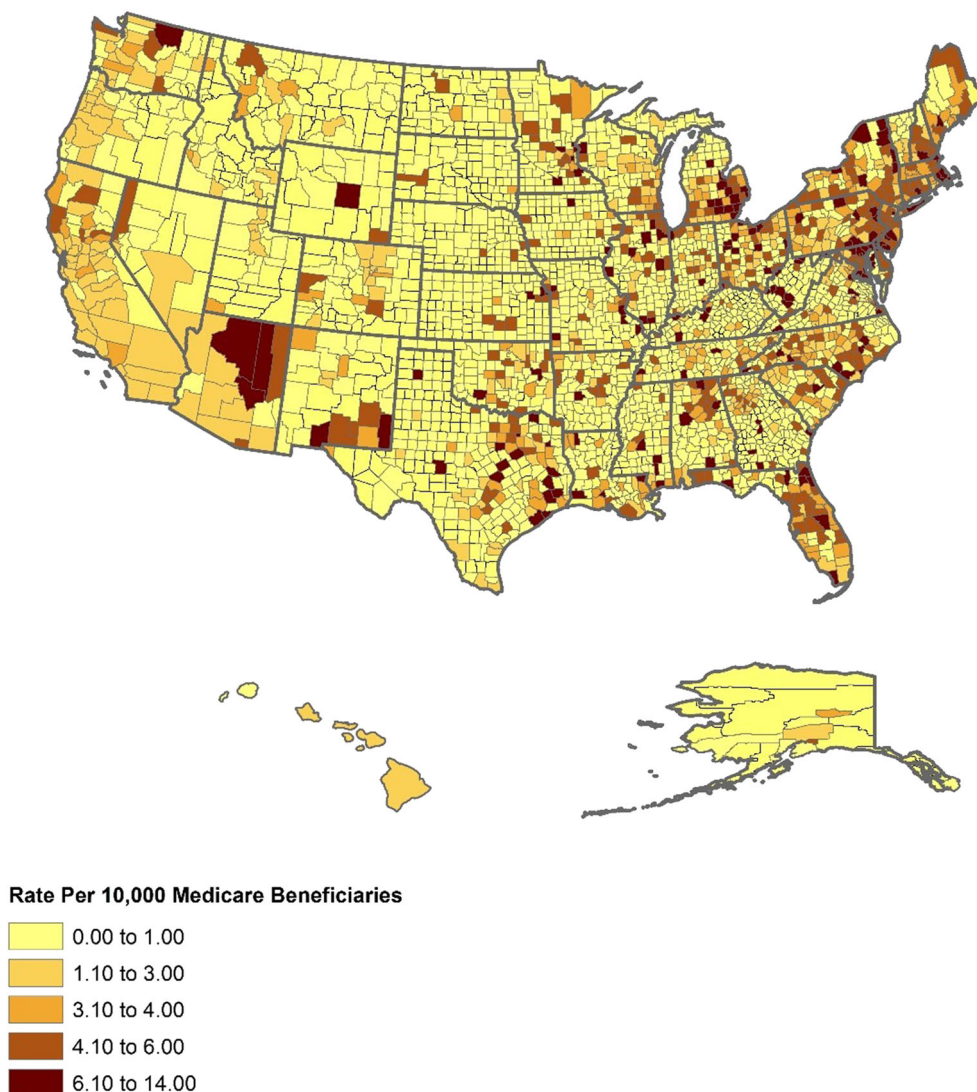 Rate Per 10,000 Medicare Beneficiaries
0.00 to 1.00
1.10 to 3.00
3.10 to 4.00
4.10 to 6.00
6.10 to 14.00